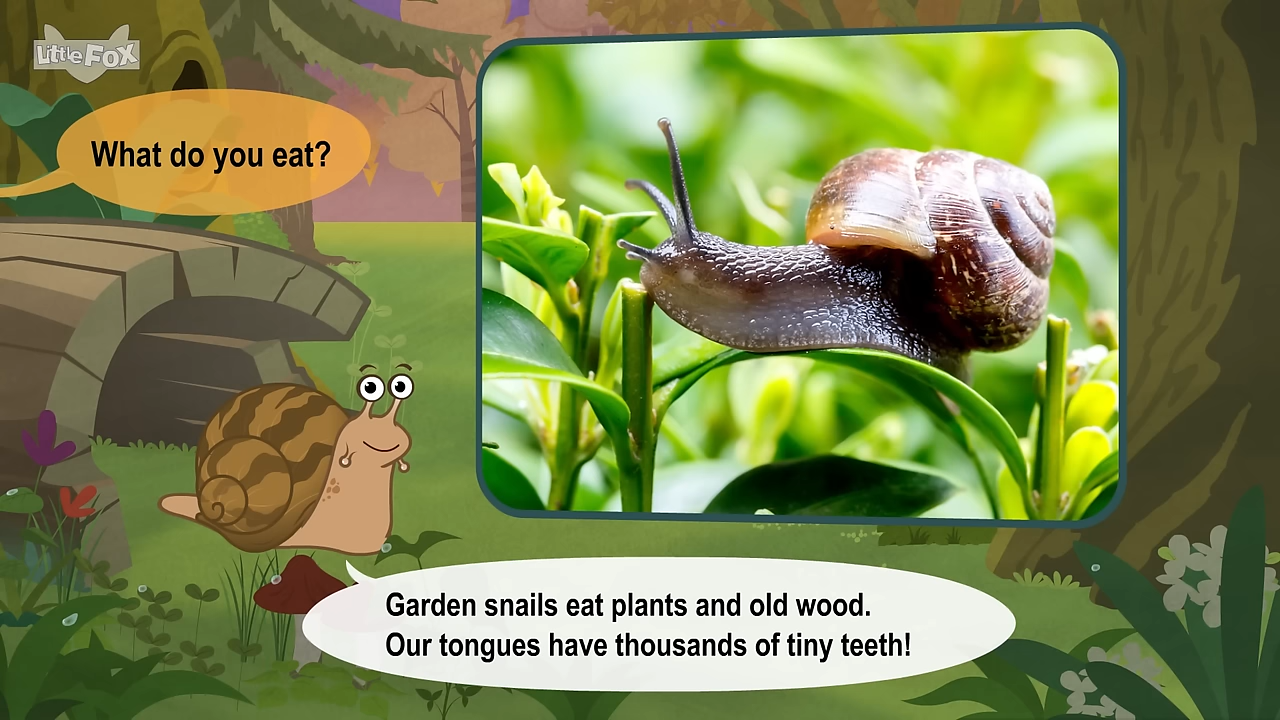 Little Fox
What do you eat?
Garden snails eat plants and old wood.
Our tongues have thousands of tiny teeth!